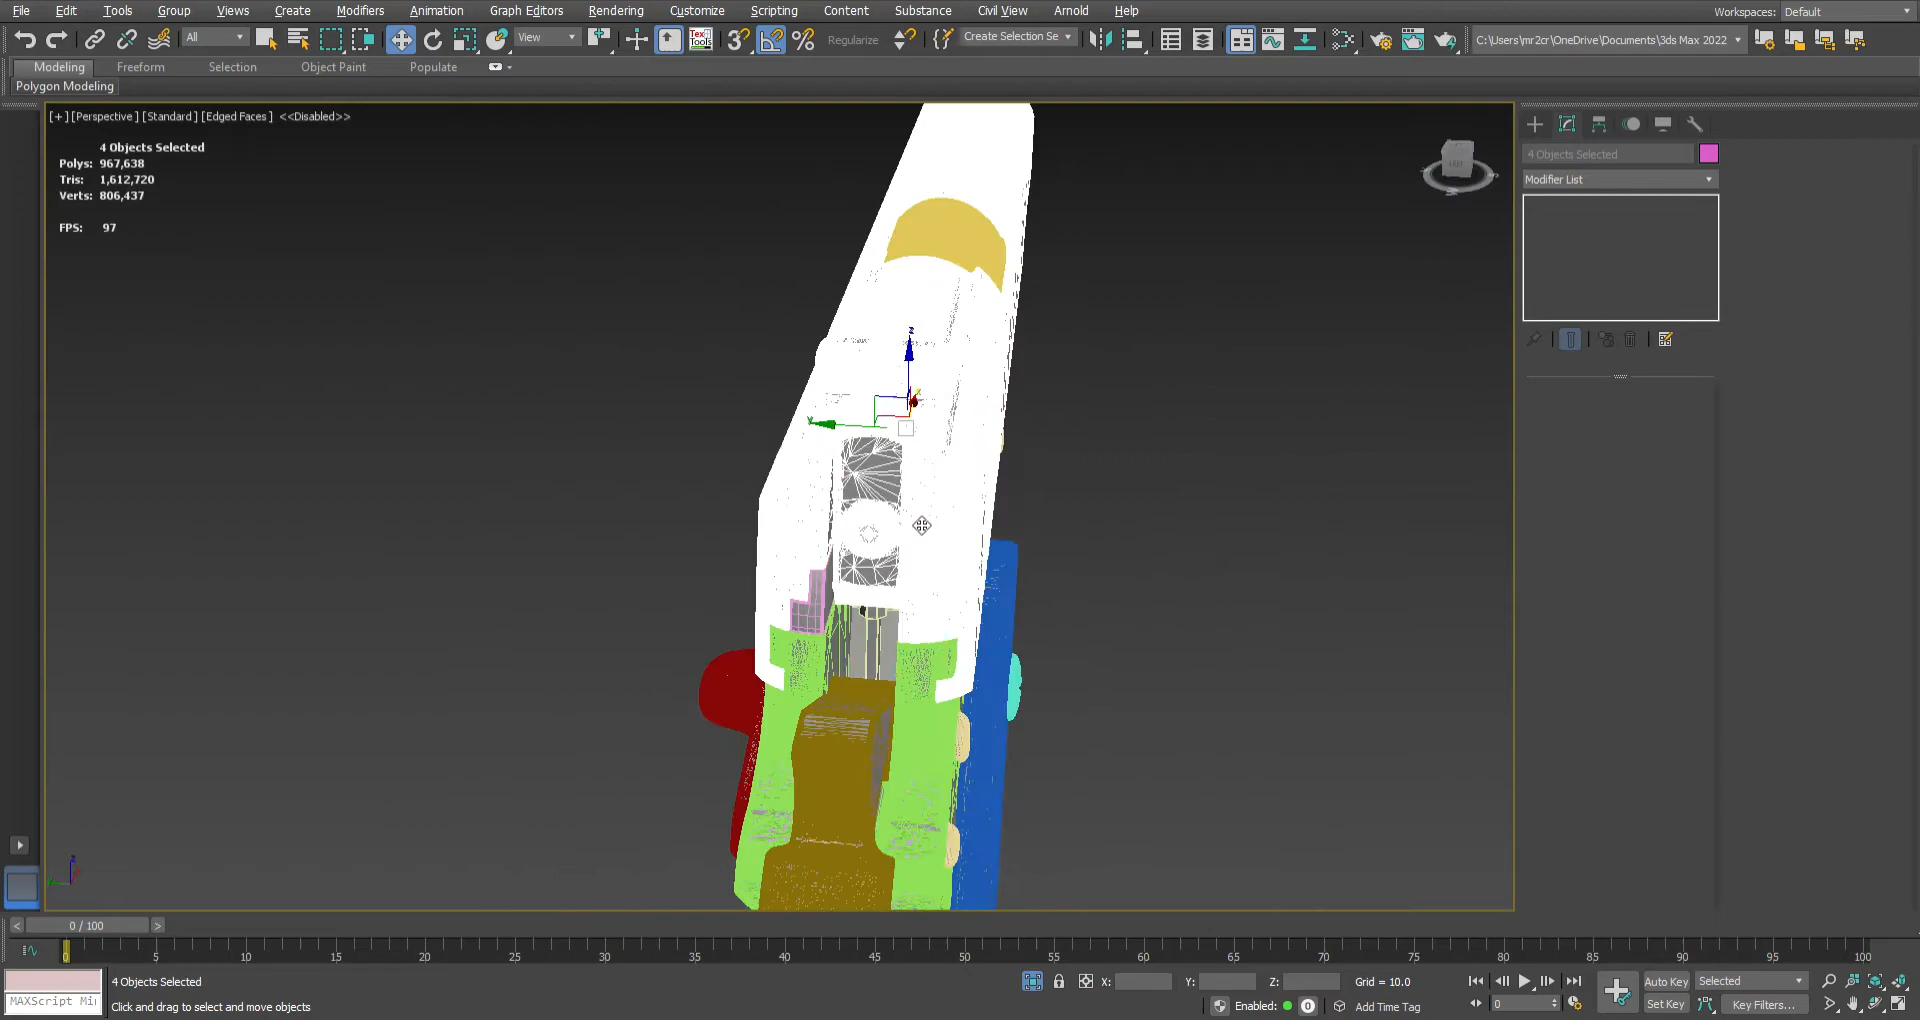 File Edit Tools Group Views Create Modifiers Animation Graph Editors Rendering Customize Scripting Content Substance Civil View Arnold Help
Workspaces: Default
All View Tex Tools Regularize Create Selection Se C:\Users\mr2cr\OneDrive\Documents\3ds Max 2022
Modeling Freeform Selection Object Paint Populate
Polygon Modeling
[+] [Perspective] [Standard] [Edged Faces] <<Disabled>>
4 Objects Selected
Polys: 967,638
Tris: 1,612,720
Verts: 806,437
FPS: 97
4 Objects Selected
Modifier List
z
y
z
< 0 / 100 >
0 5 10 15 20 25 30 35 40 45 50 55 60 65 70 75 80 85 90 95 100
4 Objects Selected
X: Y: Z: Grid = 10.0
Auto Key Selected
MAXScript Mi
Click and drag to select and move objects
Enabled: 0 Add Time Tag
0
Set Key Key Filters...